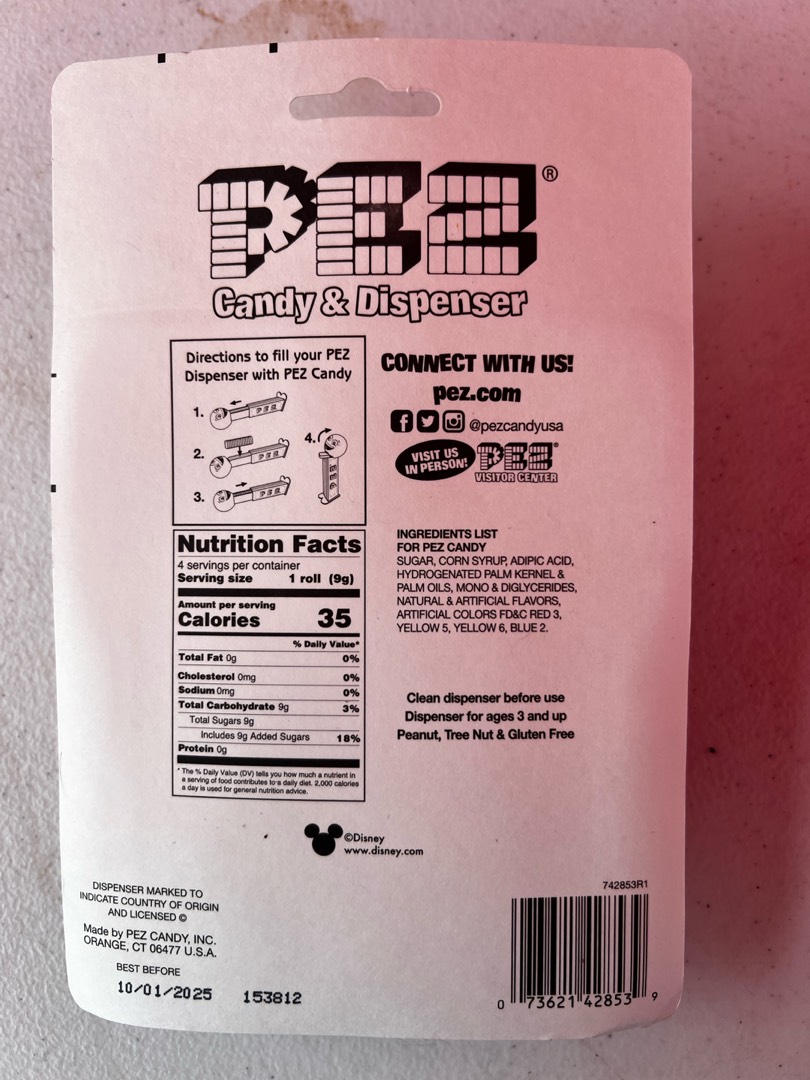 PEZ®
Candy & Dispenser
Directions to fill your PEZ
Dispenser with PEZ Candy
1.
PEZ
2.
PEZ
3.
PEZ
4.
PEZ
CONNECT WITH US!
pez.com
@pezcandyusa
VISIT US
IN PERSON!
PEZ®
VISITOR CENTER
Nutrition Facts
4 servings per container
Serving size 1 roll (9g)
Amount per serving
Calories 35
% Daily Value*
Total Fat 0g 0%
Cholesterol 0mg 0%
Sodium 0mg 0%
Total Carbohydrate 9g 3%
Total Sugars 9g
Includes 9g Added Sugars 18%
Protein 0g
* The % Daily Value (DV) tells you how much a nutrient in
a serving of food contributes to a daily diet. 2,000 calories
a day is used for general nutrition advice.
INGREDIENTS LIST
FOR PEZ CANDY
SUGAR, CORN SYRUP, ADIPIC ACID,
HYDROGENATED PALM KERNEL &
PALM OILS, MONO & DIGLYCERIDES,
NATURAL & ARTIFICIAL FLAVORS,
ARTIFICIAL COLORS FD&C RED 3,
YELLOW 5, YELLOW 6, BLUE 2.
Clean dispenser before use
Dispenser for ages 3 and up
Peanut, Tree Nut & Gluten Free
©Disney
www.disney.com
DISPENSER MARKED TO
INDICATE COUNTRY OF ORIGIN
AND LICENSED ©
Made by PEZ CANDY, INC.
ORANGE, CT 06477 U.S.A.
BEST BEFORE
10/01/2025 153812
742853R1
0 73621 42853 9